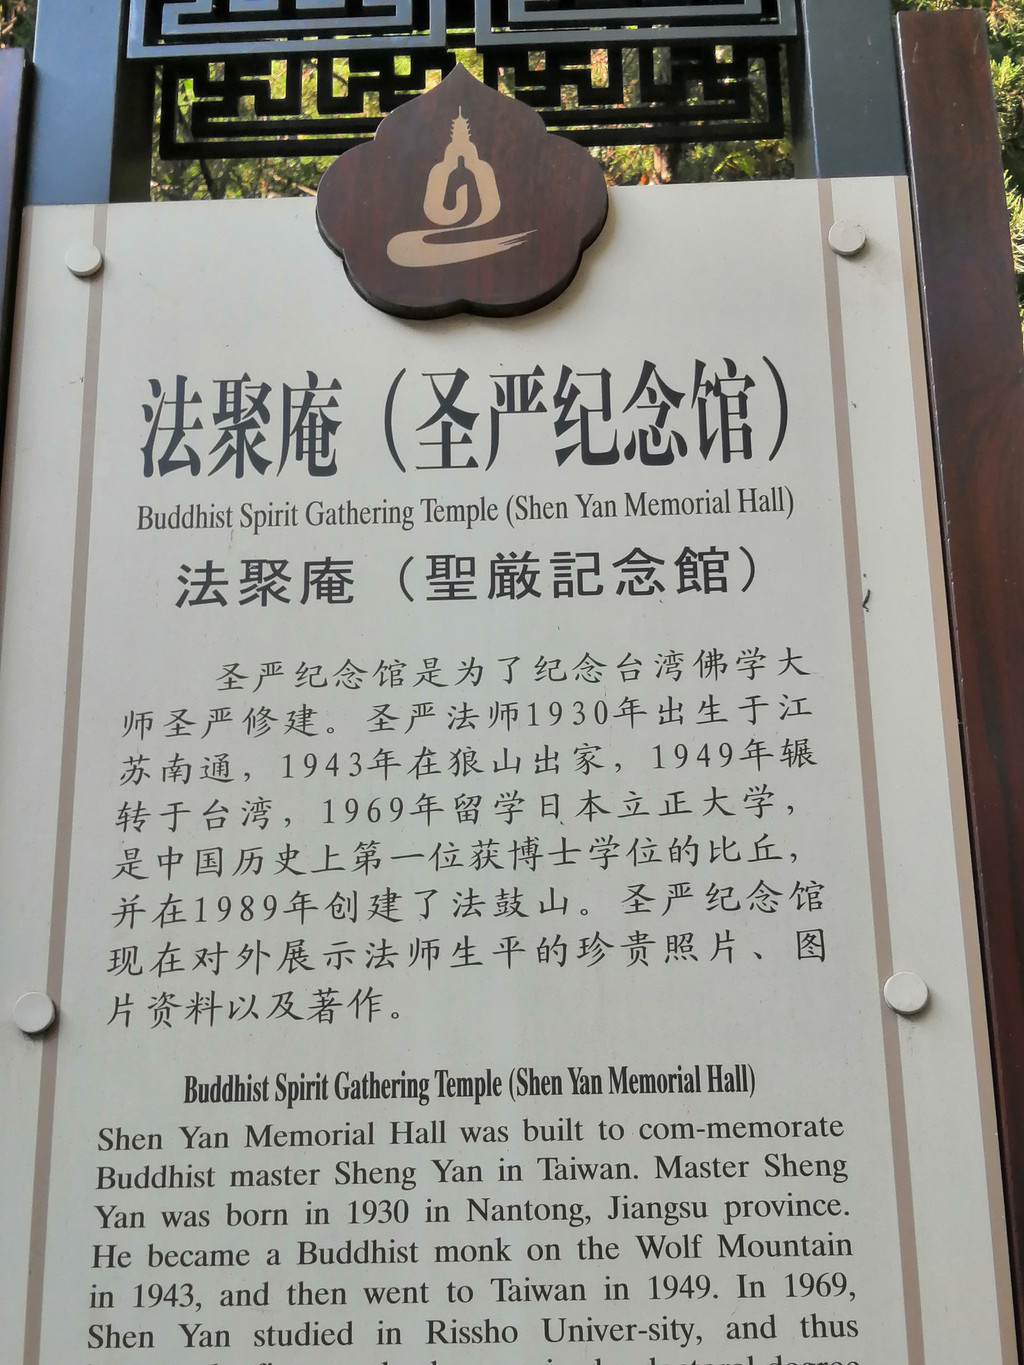 法聚庵（圣严纪念馆）
Buddhist Spirit Gathering Temple (Shen Yan Memorial Hall)
法聚庵（聖厳記念館）
圣严纪念馆是为了纪念台湾佛学大
师圣严修建。圣严法师1930年出生于江
苏南通，1943年在狼山出家，1949年辗
转于台湾，1969年留学日本立正大学，
是中国历史上第一位获博士学位的比丘，
并在1989年创建了法鼓山。圣严纪念馆
现在对外展示法师生平的珍贵照片、图
片资料以及著作。
Buddhist Spirit Gathering Temple (Shen Yan Memorial Hall)
Shen Yan Memorial Hall was built to com-memorate
Buddhist master Sheng Yan in Taiwan. Master Sheng
Yan was born in 1930 in Nantong, Jiangsu province.
He became a Buddhist monk on the Wolf Mountain
in 1943, and then went to Taiwan in 1949. In 1969,
Shen Yan studied in Rissho Univer-sity, and thus